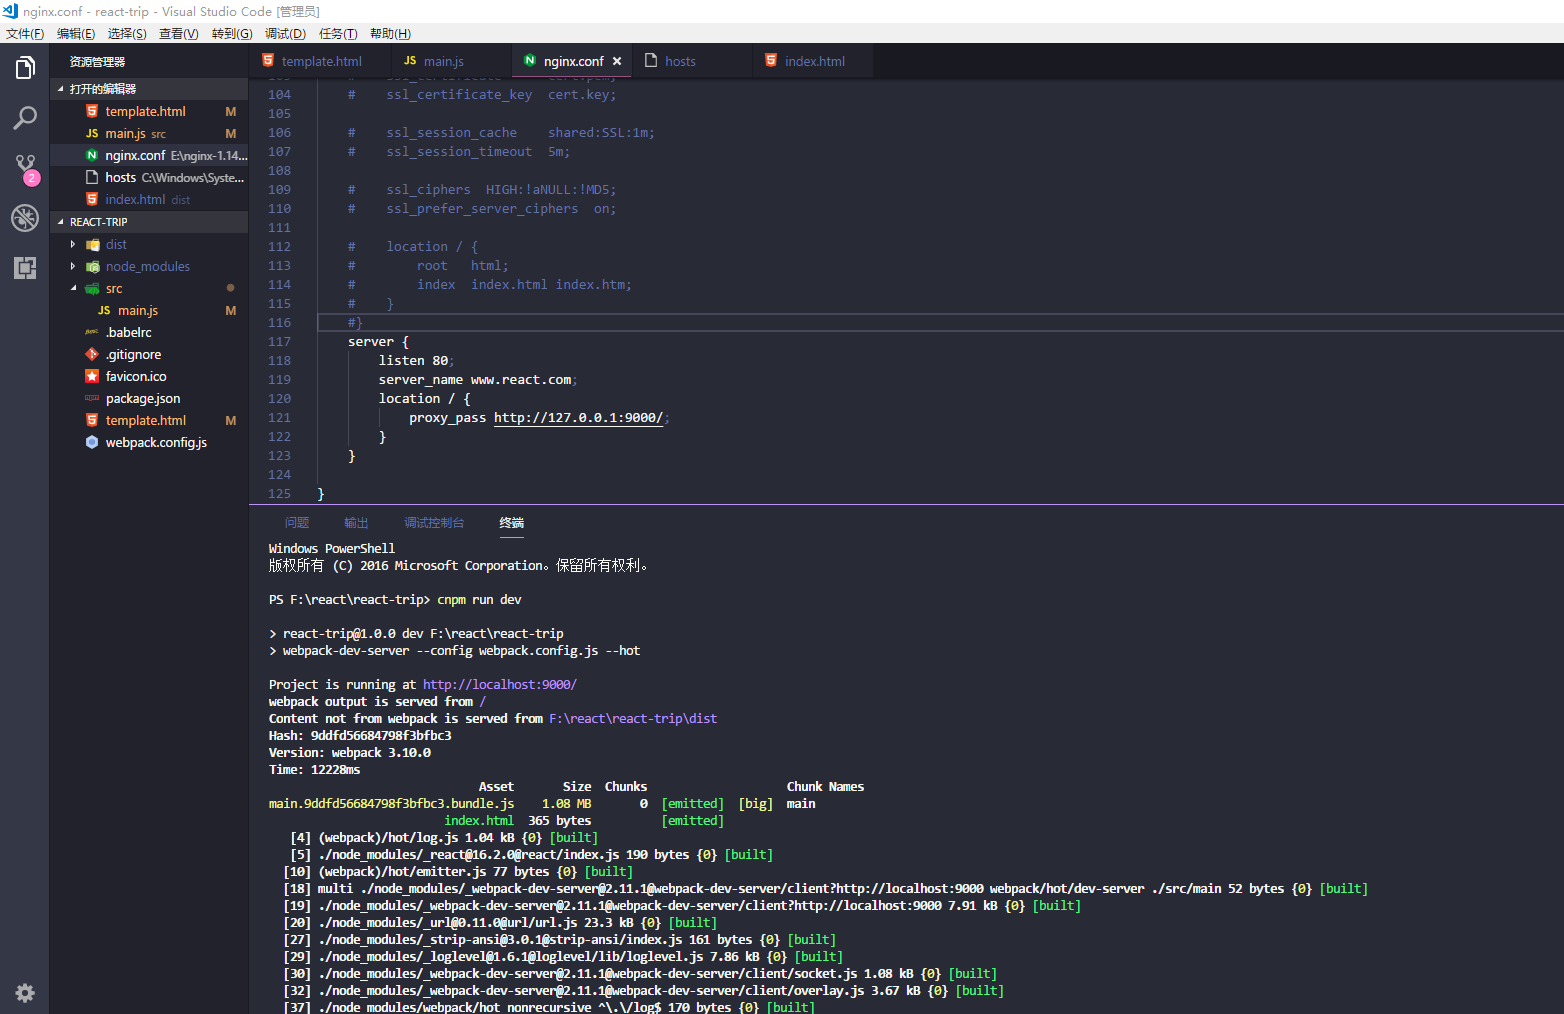 nginx.conf - react-trip - Visual Studio Code [管理员]
文件(F) 编辑(E) 选择(S) 查看(V) 转到(G) 调试(D) 任务(T) 帮助(H)
资源管理器
打开的编辑器
template.html M
main.js src M
nginx.conf E:\nginx-1.14...
hosts C:\Windows\Syste...
index.html dist
2
REACT-TRIP
dist
node_modules
src
main.js M
.babelrc
.gitignore
favicon.ico
package.json
template.html M
webpack.config.js
template.html main.js nginx.conf hosts index.html
104 # ssl_certificate_key cert.key;
105
106 # ssl_session_cache shared:SSL:1m;
107 # ssl_session_timeout 5m;
108
109 # ssl_ciphers HIGH:!aNULL:!MD5;
110 # ssl_prefer_server_ciphers on;
111
112 # location / {
113 # root html;
114 # index index.html index.htm;
115 # }
116 #}
117 server {
118 listen 80;
119 server_name www.react.com;
120 location / {
121 proxy_pass http://127.0.0.1:9000/;
122 }
123 }
124
125 }
问题 输出 调试控制台 终端
Windows PowerShell
版权所有 (C) 2016 Microsoft Corporation。保留所有权利。
PS F:\react\react-trip> cnpm run dev
> react-trip@1.0.0 dev F:\react\react-trip
> webpack-dev-server --config webpack.config.js --hot
Project is running at http://localhost:9000/
webpack output is served from /
Content not from webpack is served from F:\react\react-trip\dist
Hash: 9ddfd56684798f3bfbc3
Version: webpack 3.10.0
Time: 12228ms
Asset Size Chunks Chunk Names
main.9ddfd56684798f3bfbc3.bundle.js 1.08 MB 0 [emitted] [big] main
index.html 365 bytes [emitted]
[4] (webpack)/hot/log.js 1.04 kB {0} [built]
[5] ./node_modules/_react@16.2.0@react/index.js 190 bytes {0} [built]
[10] (webpack)/hot/emitter.js 77 bytes {0} [built]
[18] multi ./node_modules/_webpack-dev-server@2.11.1@webpack-dev-server/client?http://localhost:9000 webpack/hot/dev-server ./src/main 52 bytes {0} [built]
[19] ./node_modules/_webpack-dev-server@2.11.1@webpack-dev-server/client?http://localhost:9000 7.91 kB {0} [built]
[20] ./node_modules/_url@0.11.0@url/url.js 23.3 kB {0} [built]
[27] ./node_modules/_strip-ansi@3.0.1@strip-ansi/index.js 161 bytes {0} [built]
[29] ./node_modules/_loglevel@1.6.1@loglevel/lib/loglevel.js 7.86 kB {0} [built]
[30] ./node_modules/_webpack-dev-server@2.11.1@webpack-dev-server/client/socket.js 1.08 kB {0} [built]
[32] ./node_modules/_webpack-dev-server@2.11.1@webpack-dev-server/client/overlay.js 3.67 kB {0} [built]
[37] ./node_modules/webpack/hot nonrecursive ^\.\/log$ 170 bytes {0} [built]